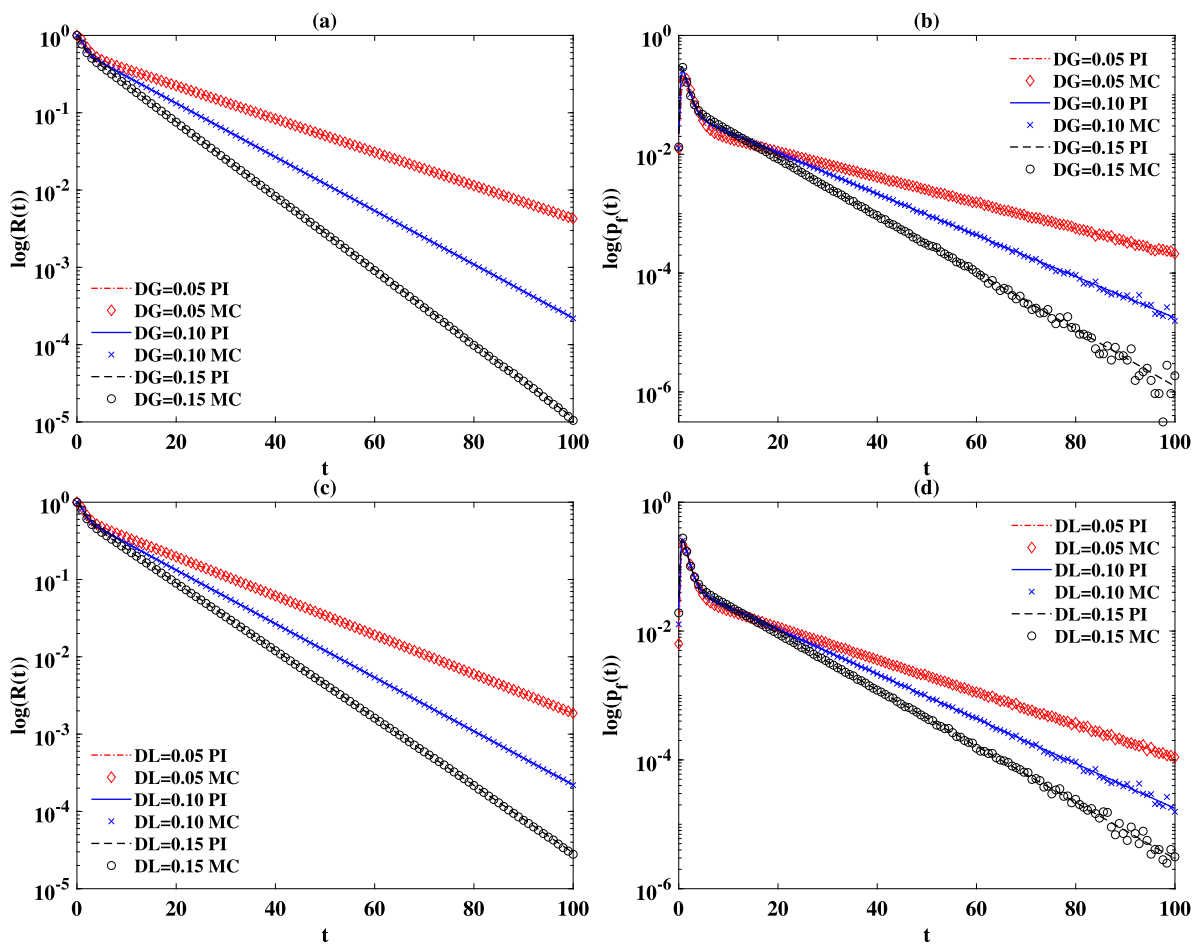 (a)
log(R(t))
10^0
10^-1
10^-2
10^-3
10^-4
10^-5
DG=0.05 PI
DG=0.05 MC
DG=0.10 PI
DG=0.10 MC
DG=0.15 PI
DG=0.15 MC
0 20 40 60 80 100
t
(b)
log(p_f(t))
10^0
10^-2
10^-4
10^-6
DG=0.05 PI
DG=0.05 MC
DG=0.10 PI
DG=0.10 MC
DG=0.15 PI
DG=0.15 MC
0 20 40 60 80 100
t
(c)
log(R(t))
10^0
10^-1
10^-2
10^-3
10^-4
10^-5
DL=0.05 PI
DL=0.05 MC
DL=0.10 PI
DL=0.10 MC
DL=0.15 PI
DL=0.15 MC
0 20 40 60 80 100
t
(d)
log(p_f(t))
10^0
10^-2
10^-4
10^-6
DL=0.05 PI
DL=0.05 MC
DL=0.10 PI
DL=0.10 MC
DL=0.15 PI
DL=0.15 MC
0 20 40 60 80 100
t